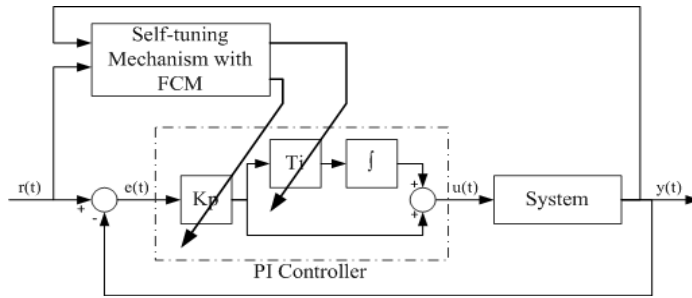 Self-tuning
Mechanism with
FCM
r(t)
+
-
e(t)
Kp
Ti
∫
+
+
u(t)
System
y(t)
PI Controller